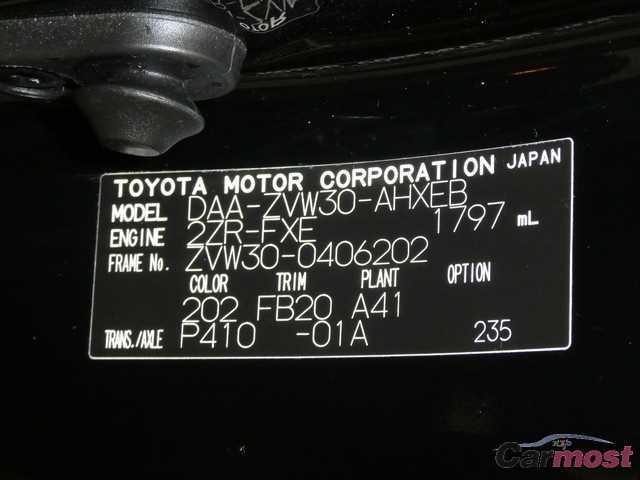 TOYOTA MOTOR CORPORATION JAPAN
MODEL DAA-ZVW30-AHXEB
ENGINE 2ZR-FXE 1797 mL
FRAME No. ZVW30-0406202
COLOR TRIM PLANT OPTION
202 FB20 A41
TRANS./AXLE P410 -01A 235
Carmost